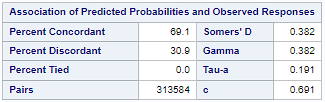 Association of Predicted Probabilities and Observed Responses
Percent Concordant 69.1 Somers' D 0.382
Percent Discordant 30.9 Gamma 0.382
Percent Tied 0.0 Tau-a 0.191
Pairs 313584 c 0.691